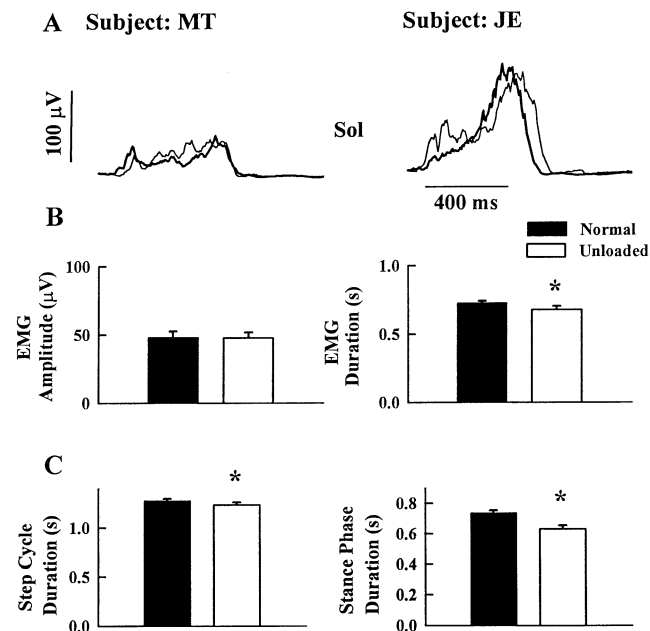 A Subject: MT Subject: JE
100 µV
Sol
400 ms
B
Normal
Unloaded
EMG
Amplitude (µV)
100
50
0
EMG
Duration (s)
1.0
0.5
0.0
*
C
Step Cycle
Duration (s)
1.0
0.5
0.0
*
Stance Phase
Duration (s)
0.8
0.6
0.4
0.2
0.0
*